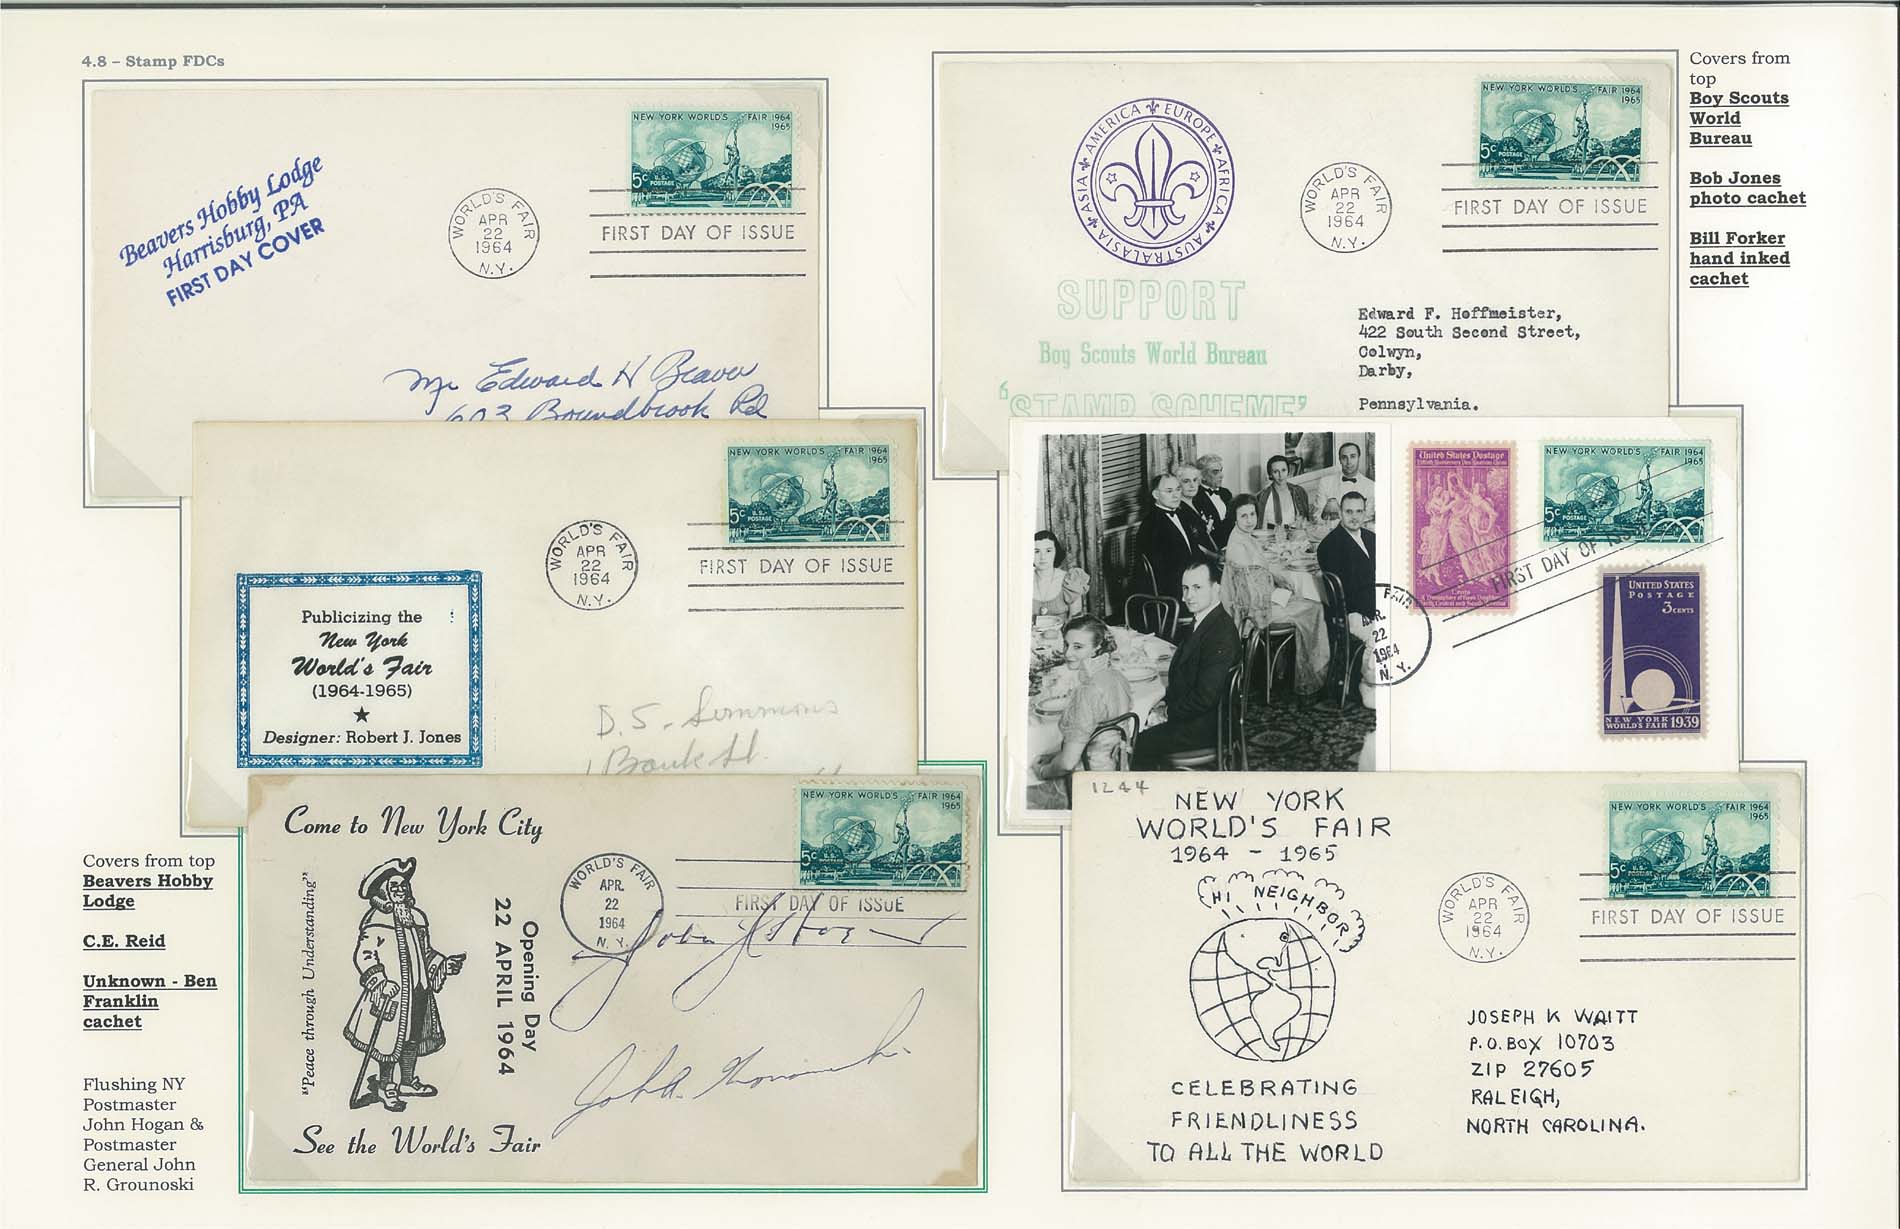 4.8 – Stamp FDCs
Beavers Hobby Lodge
Harrisburg, PA
FIRST DAY COVER
NEW YORK WORLD'S FAIR 1964
1965
5c
U.S. POSTAGE
WORLD'S FAIR
APR
22
1964
N.Y.
FIRST DAY OF ISSUE
Mr Edward H Beaver
603 Boundbrook Rd
NEW YORK WORLD'S FAIR 1964
1965
5c
U.S. POSTAGE
WORLD'S FAIR
APR
22
1964
N.Y.
FIRST DAY OF ISSUE
Publicizing the
New York
World's Fair
(1964-1965)
★
Designer: Robert J. Jones
D. S. Simmons
Bank St.
Come to New York City
"Peace through Understanding"
Opening Day
22 APRIL 1964
See the World's Fair
NEW YORK WORLD'S FAIR 1964
1965
5c
WORLD'S FAIR
APR.
22
1964
N.Y.
FIRST DAY OF ISSUE
Covers from top
Beavers Hobby
Lodge
C.E. Reid
Unknown - Ben
Franklin
cachet
Flushing NY
Postmaster
John Hogan &
Postmaster
General John
R. Grounoski
AMERICA EUROPE AFRICA AUSTRALASIA ASIA
SUPPORT
Boy Scouts World Bureau
'STAMP SCHEME'
NEW YORK WORLD'S FAIR 1964
1965
5c
U.S. POSTAGE
WORLD'S FAIR
APR
22
1964
N.Y.
FIRST DAY OF ISSUE
Edward F. Hoffmeister,
422 South Second Street,
Colwyn,
Darby,
Pennsylvania.
Covers from
top
Boy Scouts
World
Bureau
Bob Jones
photo cachet
Bill Forker
hand inked
cachet
United States Postage
Cents
NEW YORK WORLD'S FAIR 1964
1965
5c
U.S. POSTAGE
FIRST DAY OF ISSUE
FAIR
APR.
22
1964
N.Y.
UNITED STATES
POSTAGE
3 CENTS
NEW YORK
WORLD'S FAIR 1939
1244
NEW YORK
WORLD'S FAIR
1964 - 1965
HI NEIGHBOR
CELEBRATING
FRIENDLINESS
TO ALL THE WORLD
NEW YORK WORLD'S FAIR 1964
1965
5c
WORLD'S FAIR
APR
22
1964
N.Y.
FIRST DAY OF ISSUE
JOSEPH K WAITT
P.O. BOX 10703
ZIP 27605
RALEIGH,
NORTH CAROLINA.